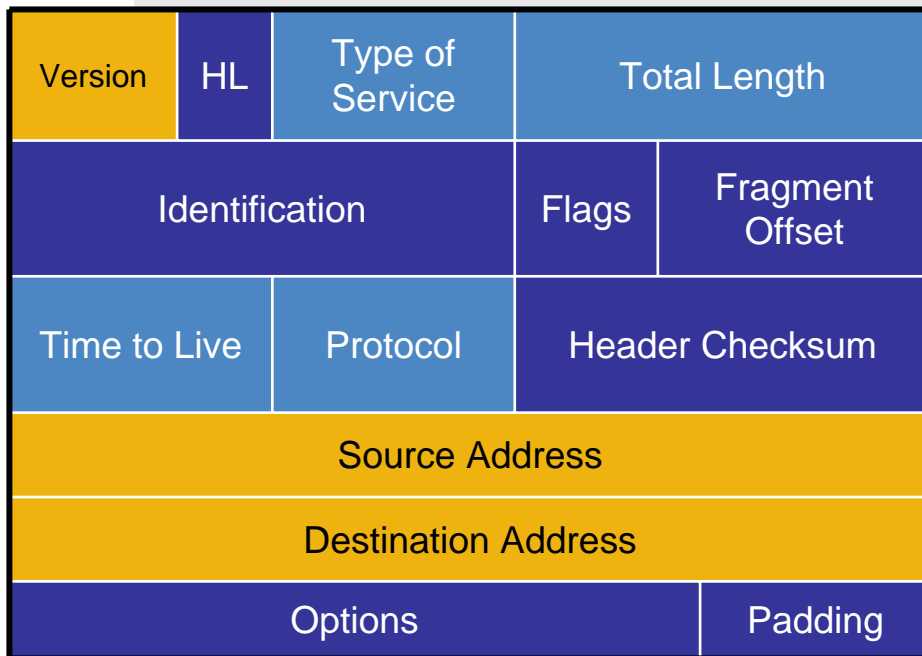 Version
HL
Type of
Service
Total Length
Identification
Flags
Fragment
Offset
Time to Live
Protocol
Header Checksum
Source Address
Destination Address
Options
Padding